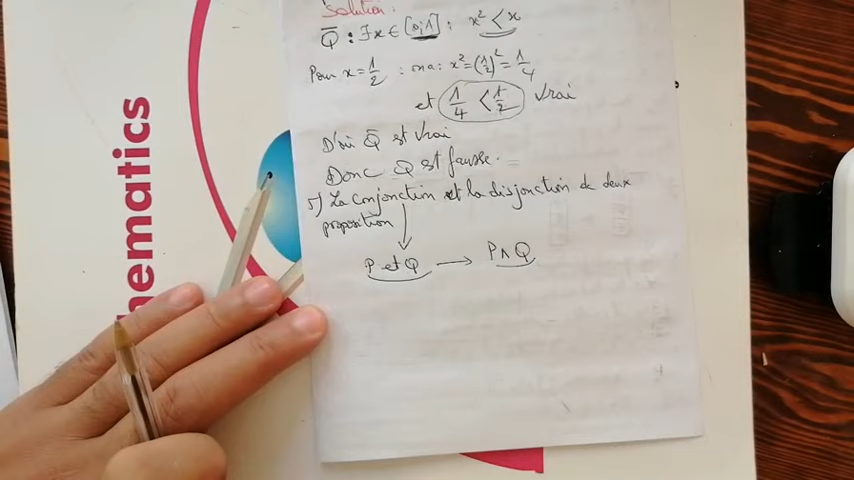 Solution:
Q̅ : ∃x ∈ [0;1] ; x² < x
Pour x = 1/2 : on a : x² = (1/2)² = 1/4
et 1/4 < 1/2 vrai
D'où Q̅ est vrai
Donc Q est fausse.
5) La conjonction et la disjonction de deux
proposition
P et Q → P ∧ Q
hematics